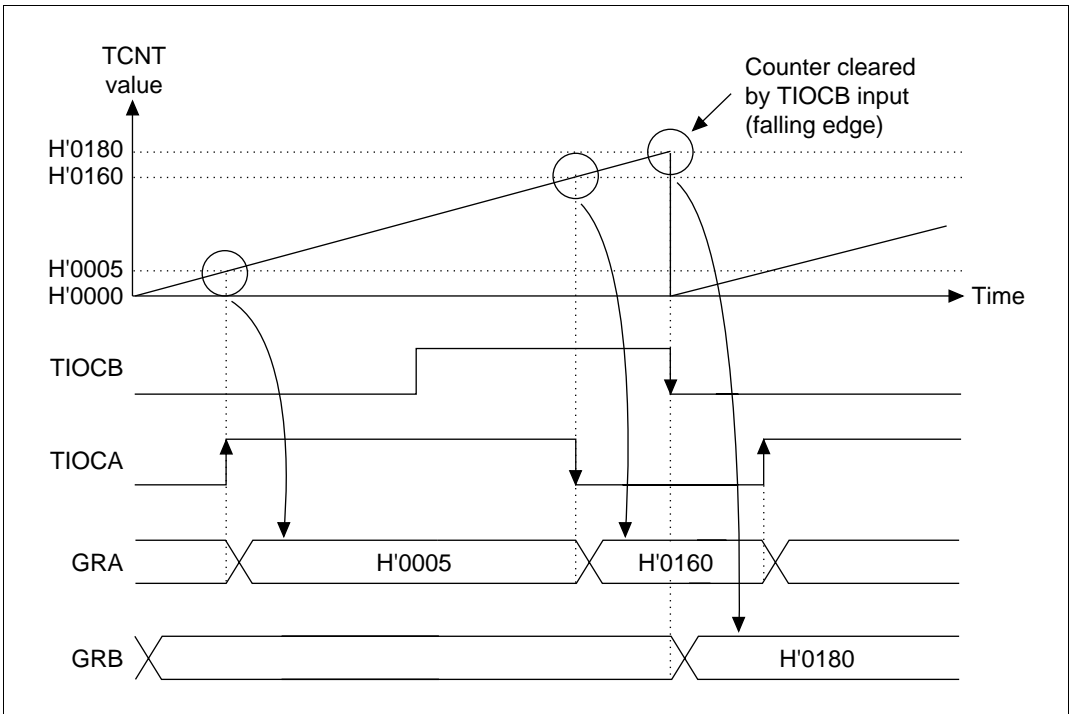 TCNT
value
Counter cleared
by TIOCB input
(falling edge)
H'0180
H'0160
H'0005
H'0000
Time
TIOCB
TIOCA
GRA
H'0005
H'0160
GRB
H'0180